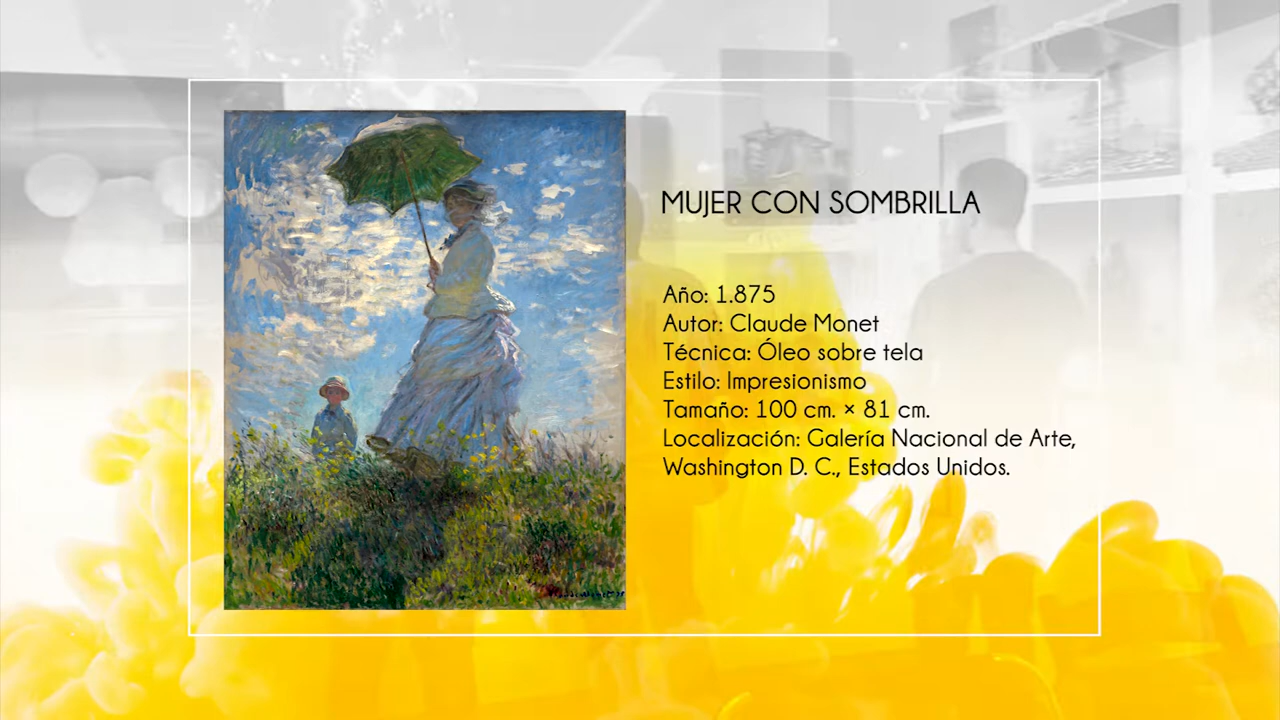 MUJER CON SOMBRILLA
Año: 1.875
Autor: Claude Monet
Técnica: Óleo sobre tela
Estilo: Impresionismo
Tamaño: 100 cm. × 81 cm.
Localización: Galería Nacional de Arte,
Washington D. C., Estados Unidos.